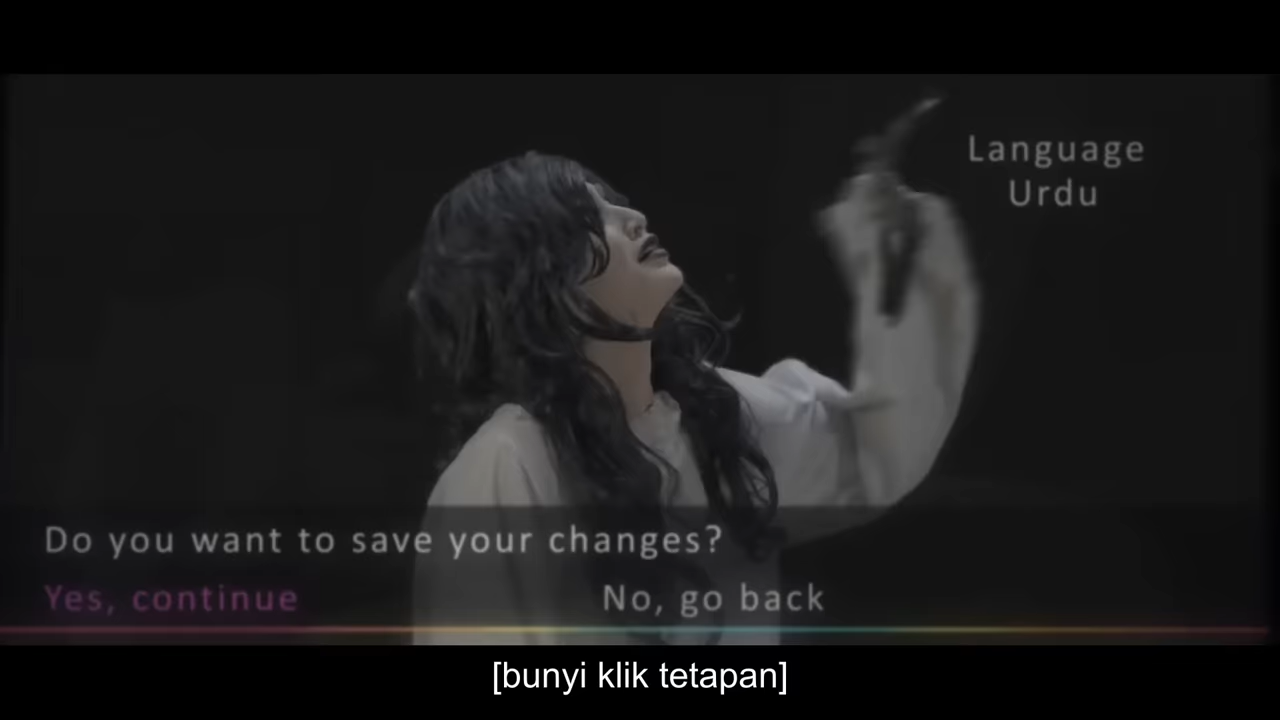 Language
Urdu
Do you want to save your changes?
Yes, continue
No, go back
[bunyi klik tetapan]